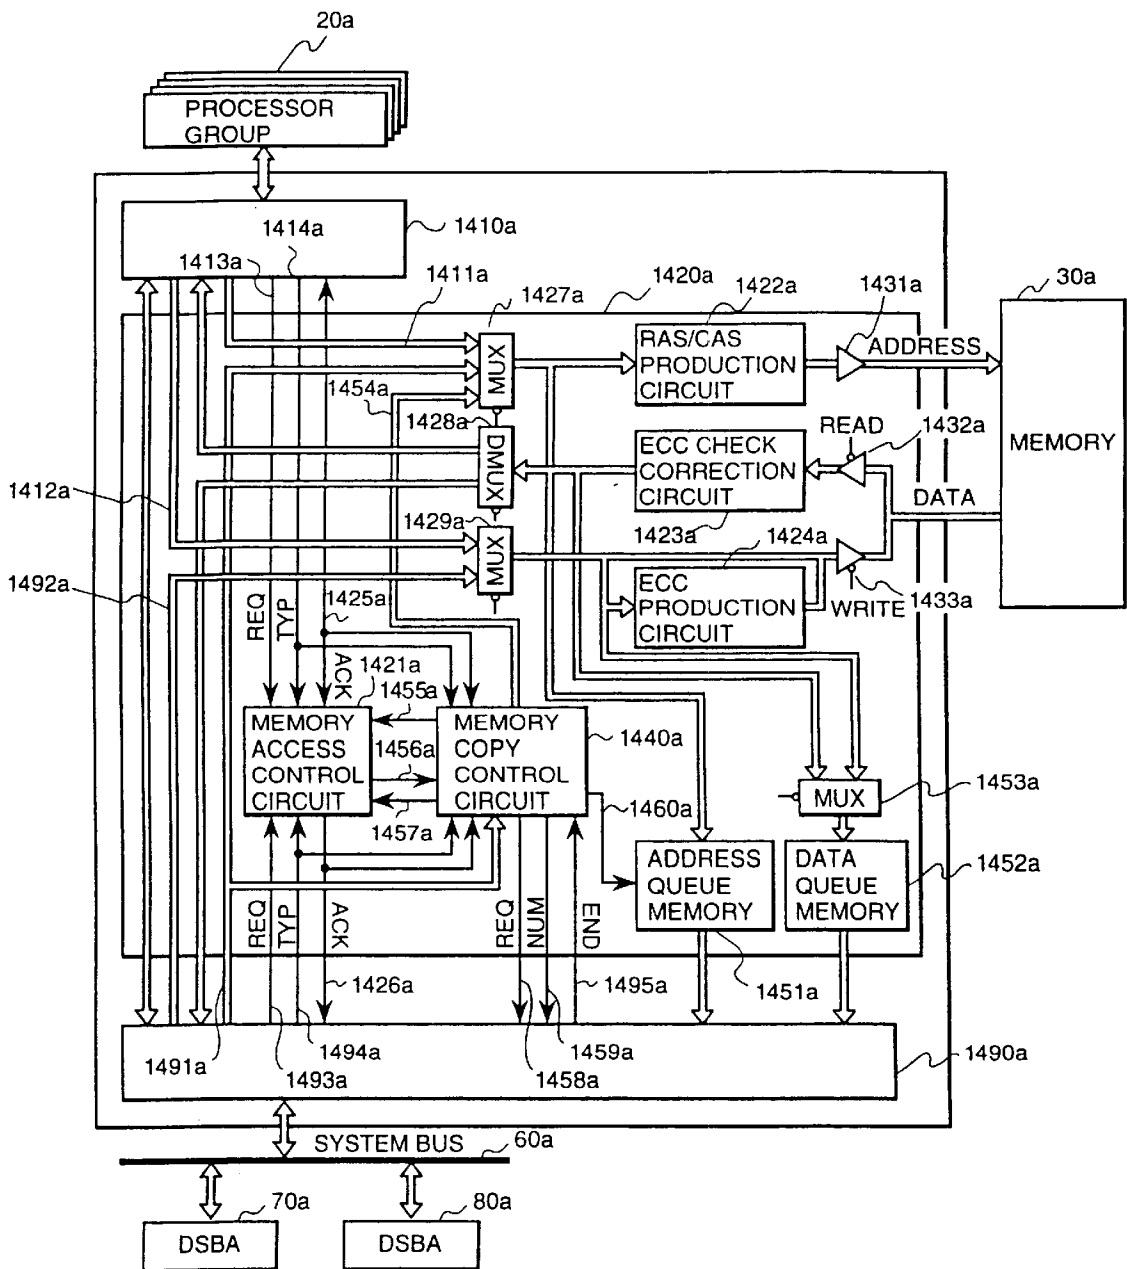 20a
PROCESSOR
GROUP
1414a
1410a
1413a
1411a
1427a
1420a
1422a
1431a
30a
MUX
RAS/CAS
PRODUCTION
CIRCUIT
ADDRESS
1454a
1428a
DMUX
ECC CHECK
CORRECTION
CIRCUIT
READ
1432a
MEMORY
1412a
DATA
1429a
1423a
1424a
MUX
1492a
1425a
ECC
PRODUCTION
CIRCUIT
WRITE
1433a
REQ
TYP
ACK
1421a
1455a
MEMORY
ACCESS
CONTROL
CIRCUIT
1456a
1457a
MEMORY
COPY
CONTROL
CIRCUIT
1440a
1460a
MUX
1453a
ADDRESS
QUEUE
MEMORY
DATA
QUEUE
MEMORY
1452a
REQ
TYP
ACK
REQ
NUM
END
1426a
1495a
1451a
1491a
1494a
1493a
1459a
1458a
1490a
SYSTEM BUS
60a
70a
80a
DSBA
DSBA